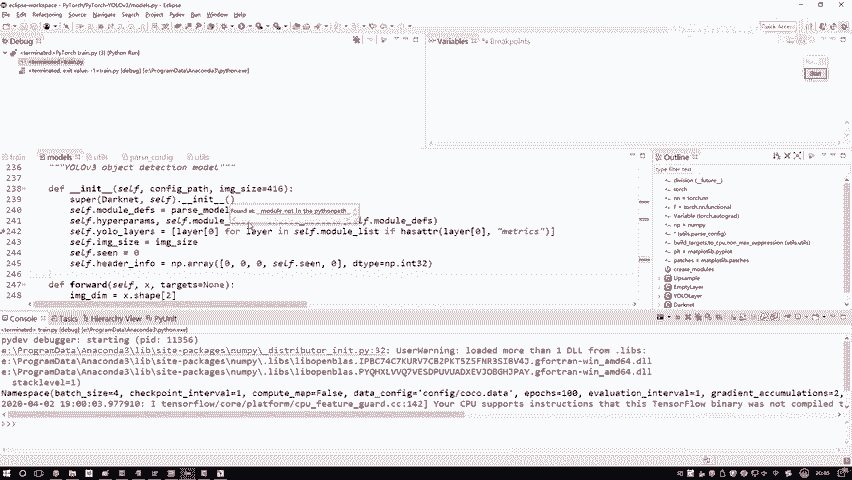 eclipse-workspace - PyTorch/PyTorch-YOLOv3/models.py - Eclipse
File Edit Refactoring Source Navigate Search Project Pydev Run Window Help
Quick Access
Debug
Variables
Breakpoints
<terminated>PyTorch train.py (3) [Python Run]
<terminated>train.py
<terminated, exit value: -1>train.py [debug] [e:\ProgramData\Anaconda3\python.exe]
train
models
utils
parse_config
utils
236 """YOLOv3 object detection model"""
237
238 def __init__(self, config_path, img_size=416):
239 super(Darknet, self).__init__()
240 self.module_defs = parse_model
241 self.hyperparams, self.module_
f.module_defs)
242 self.yolo_layers = [layer[0] for layer in self.module_list if hasattr(layer[0], "metrics")]
243 self.img_size = img_size
244 self.seen = 0
245 self.header_info = np.array([0, 0, 0, self.seen, 0], dtype=np.int32)
246
247 def forward(self, x, targets=None):
248 img_dim = x.shape[2]
Found at: module not in the pythonpath
Outline
type filter text
division (__future__)
torch
nn = torch.nn
F = torch.nn.functional
Variable (torch.autograd)
np = numpy
* (utils.parse_config)
build_targets,to_cpu,non_max_suppression (utils.utils)
plt = matplotlib.pyplot
patches = matplotlib.patches
create_modules
Upsample
EmptyLayer
YOLOLayer
Darknet
Console
Tasks
Hierarchy View
PyUnit
<terminated> train.py [debug] [e:\ProgramData\Anaconda3\python.exe]
pydev debugger: starting (pid: 11356)
e:\ProgramData\Anaconda3\lib\site-packages\numpy\_distributor_init.py:32: UserWarning: loaded more than 1 DLL from .libs:
e:\ProgramData\Anaconda3\lib\site-packages\numpy\.libs\libopenblas.IPBC74C7KURV7CB2PKT5Z5FNR3SIBV4J.gfortran-win_amd64.dll
e:\ProgramData\Anaconda3\lib\site-packages\numpy\.libs\libopenblas.PYQHXLVVQ7VESDPUVUADXEVJOBGHJPAY.gfortran-win_amd64.dll
stacklevel=1)
Namespace(batch_size=4, checkpoint_interval=1, compute_map=False, data_config='config/coco.data', epochs=100, evaluation_interval=1, gradient_accumulations=2,
2020-04-02 19:00:03.977910: I tensorflow/core/platform/cpu_feature_guard.cc:142] Your CPU supports instructions that this TensorFlow binary was not compiled t
>>>